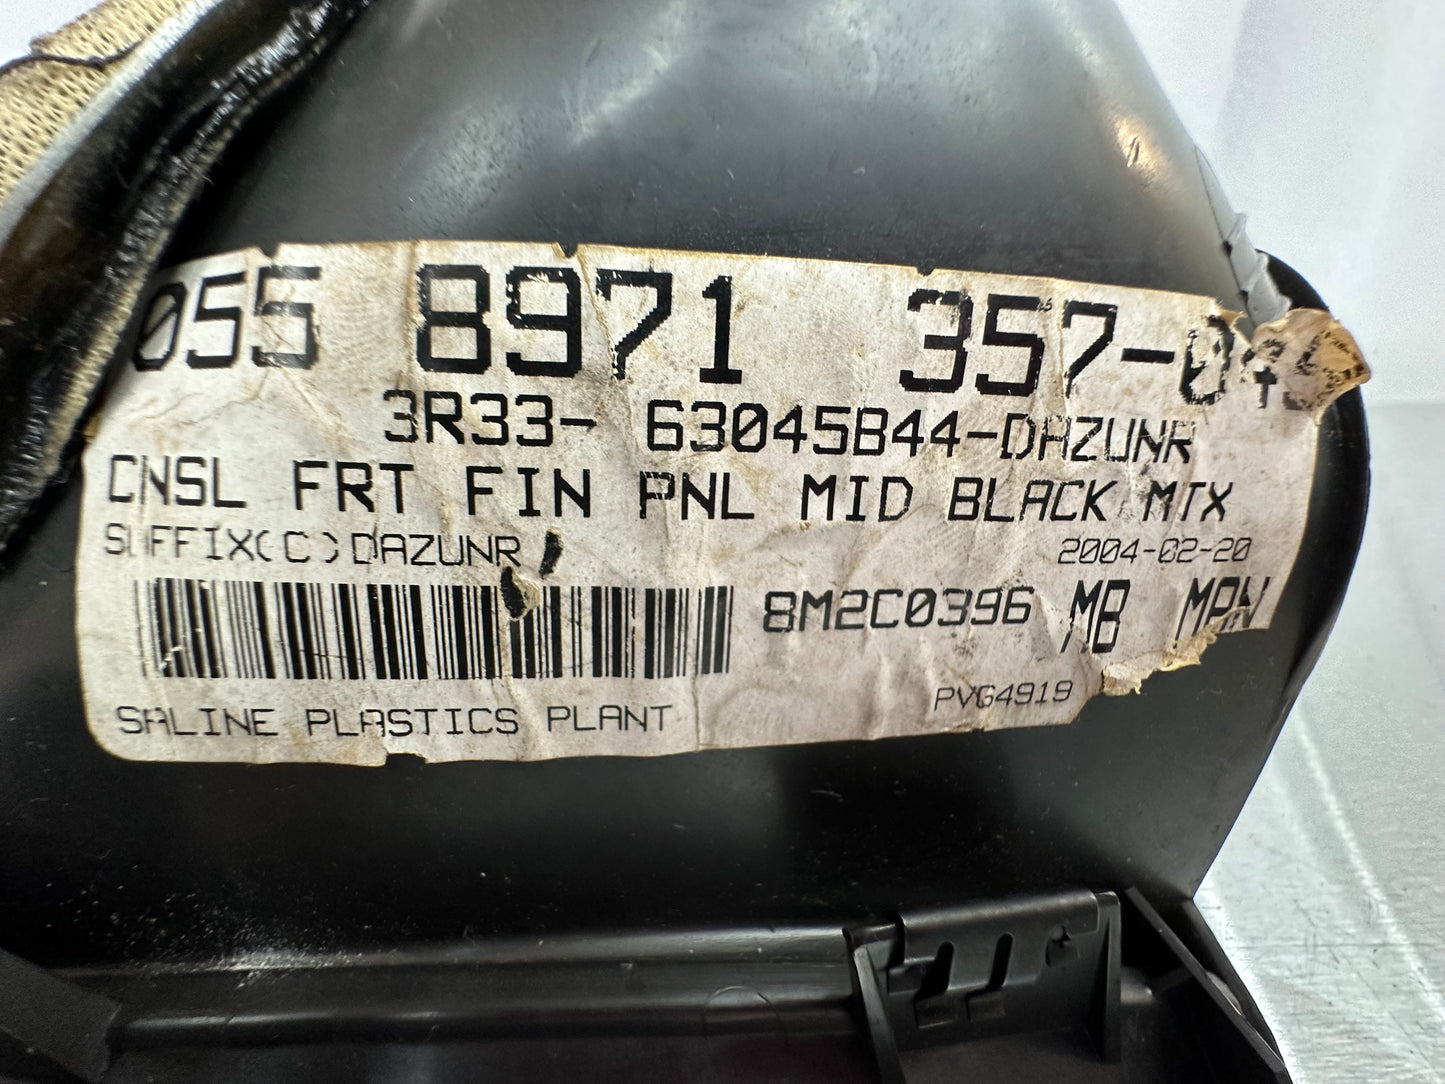 055 8971 357-04
3R33- 63045B44-DAZUNR
CNSL FRT FIN PNL MID BLACK MTX
SUFFIX(C)DAZUNR 2004-02-20
8M2C0396 MB
PVG4919
SALINE PLASTICS PLANT